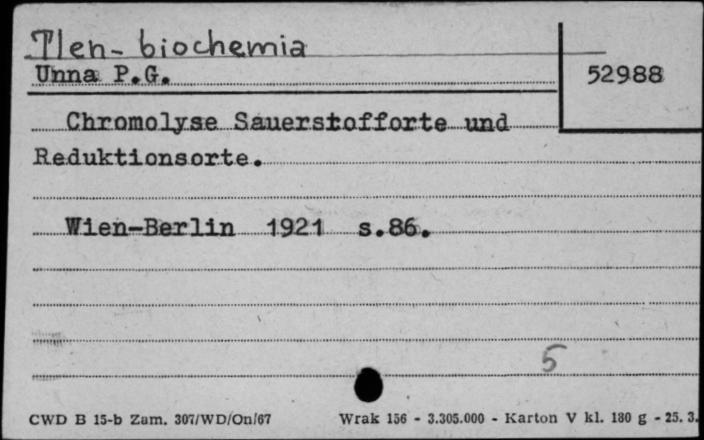 Tlen - biochemia
Unna P.G.
52988
Chromolyse Sauerstofforte und
Reduktionsorte.
Wien-Berlin 1921 s.86.
5
CWD B 15-b Zam. 307/WD/On/67 Wrak 156 - 3.305.000 - Karton V kl. 180 g - 25. 3.